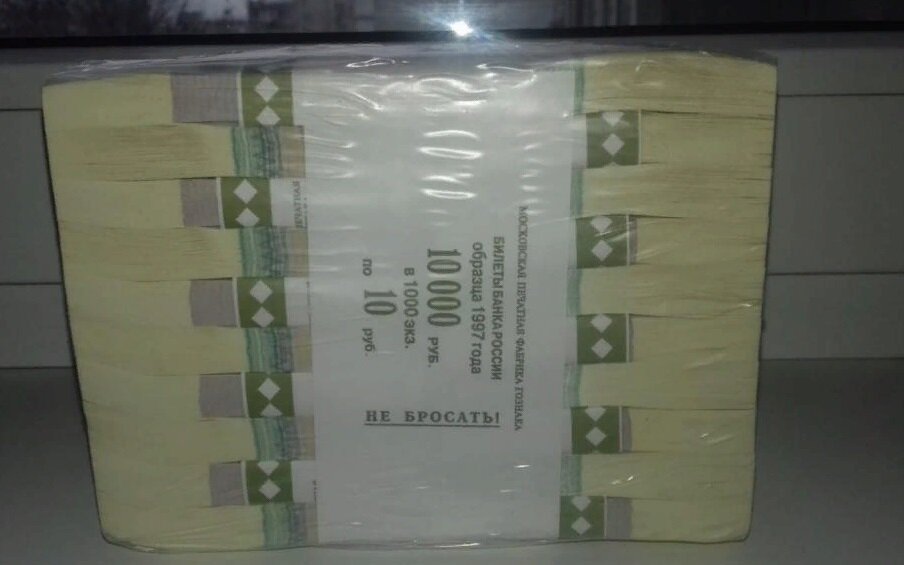 МОСКОВСКАЯ ПЕЧАТНАЯ ФАБРИКА ГОЗНАКА
БИЛЕТЫ БАНКА РОССИИ
образца 1997 года
10 000 РУБ.
в 1000 экз.
по 10 руб.
НЕ БРОСАТЬ!
ПЕЧАТНАЯ